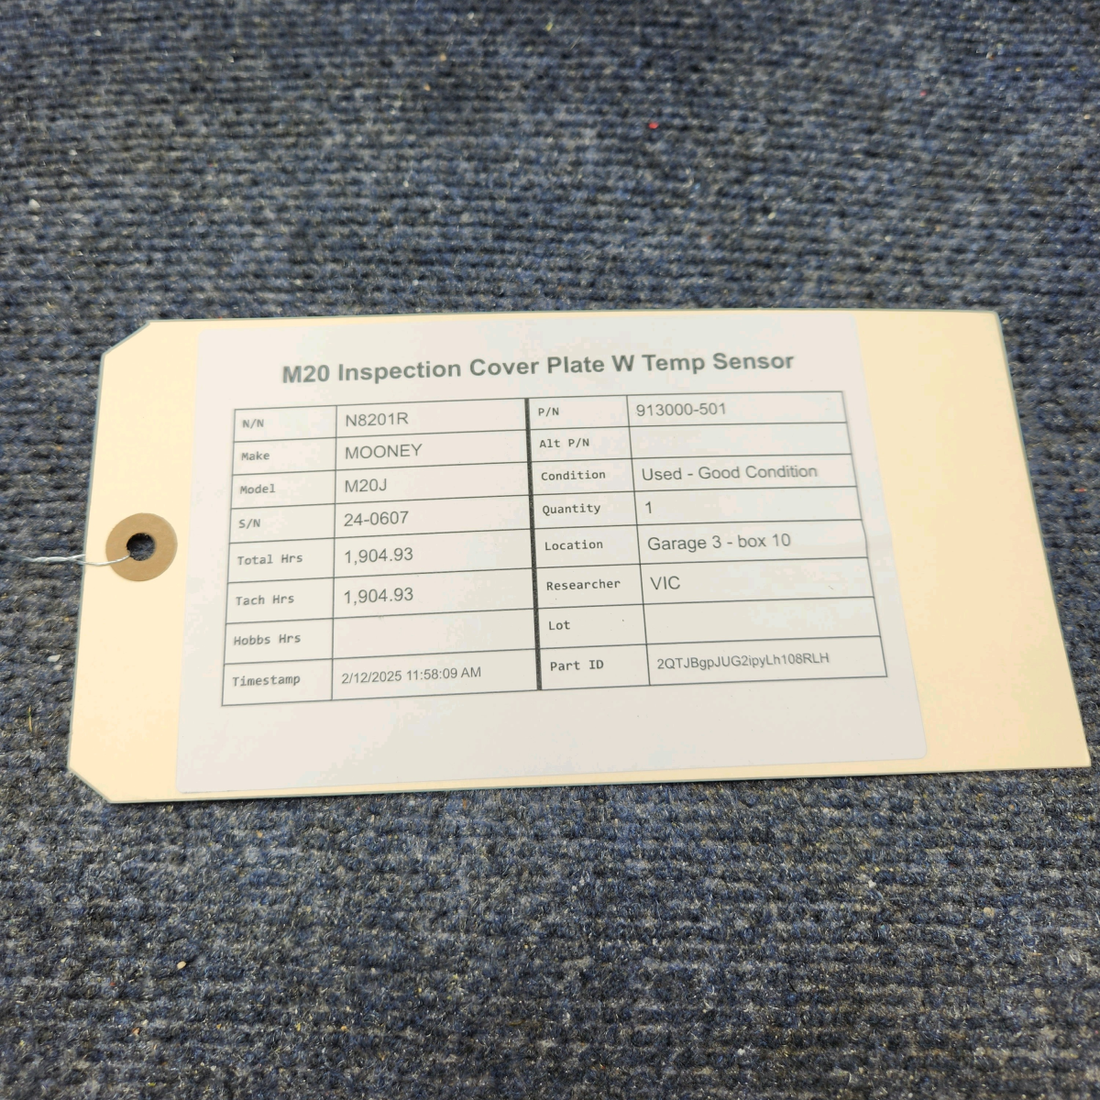 M20 Inspection Cover Plate W Temp Sensor
N/N N8201R P/N 913000-501
Make MOONEY Alt P/N
Model M20J Condition Used - Good Condition
S/N 24-0607 Quantity 1
Total Hrs 1,904.93 Location Garage 3 - box 10
Tach Hrs 1,904.93 Researcher VIC
Hobbs Hrs Lot
Timestamp 2/12/2025 11:58:09 AM Part ID 2QTJBgpJUG2ipyLh108RLH